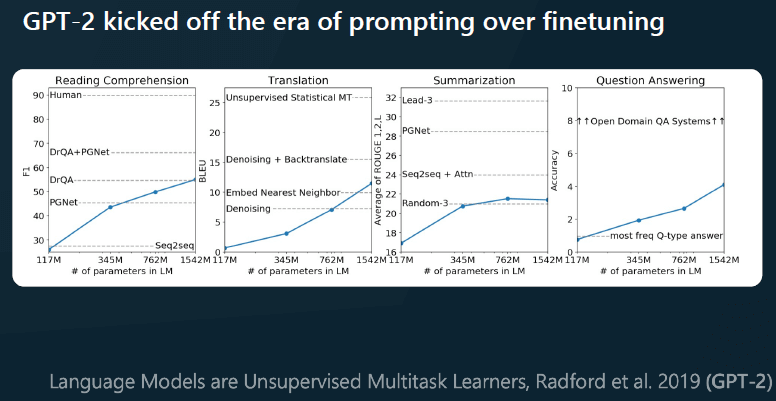 GPT-2 kicked off the era of prompting over finetuning
Reading Comprehension
90
80
70
60
50
40
30
F1
Human
DrQA+PGNet
DrQA
PGNet
Seq2seq
117M 345M 762M 1542M
# of parameters in LM
Translation
25
20
15
10
5
0
BLEU
Unsupervised Statistical MT
Denoising + Backtranslate
Embed Nearest Neighbor
Denoising
117M 345M 762M 1542M
# of parameters in LM
Summarization
32
30
28
26
24
22
20
18
16
Average of ROUGE 1,2,L
Lead-3
PGNet
Seq2seq + Attn
Random-3
117M 345M 762M 1542M
# of parameters in LM
Question Answering
10
8
6
4
2
0
Accuracy
↑↑Open Domain QA Systems↑↑
most freq Q-type answer
117M 345M 762M 1542M
# of parameters in LM
Language Models are Unsupervised Multitask Learners, Radford et al. 2019 (GPT-2)